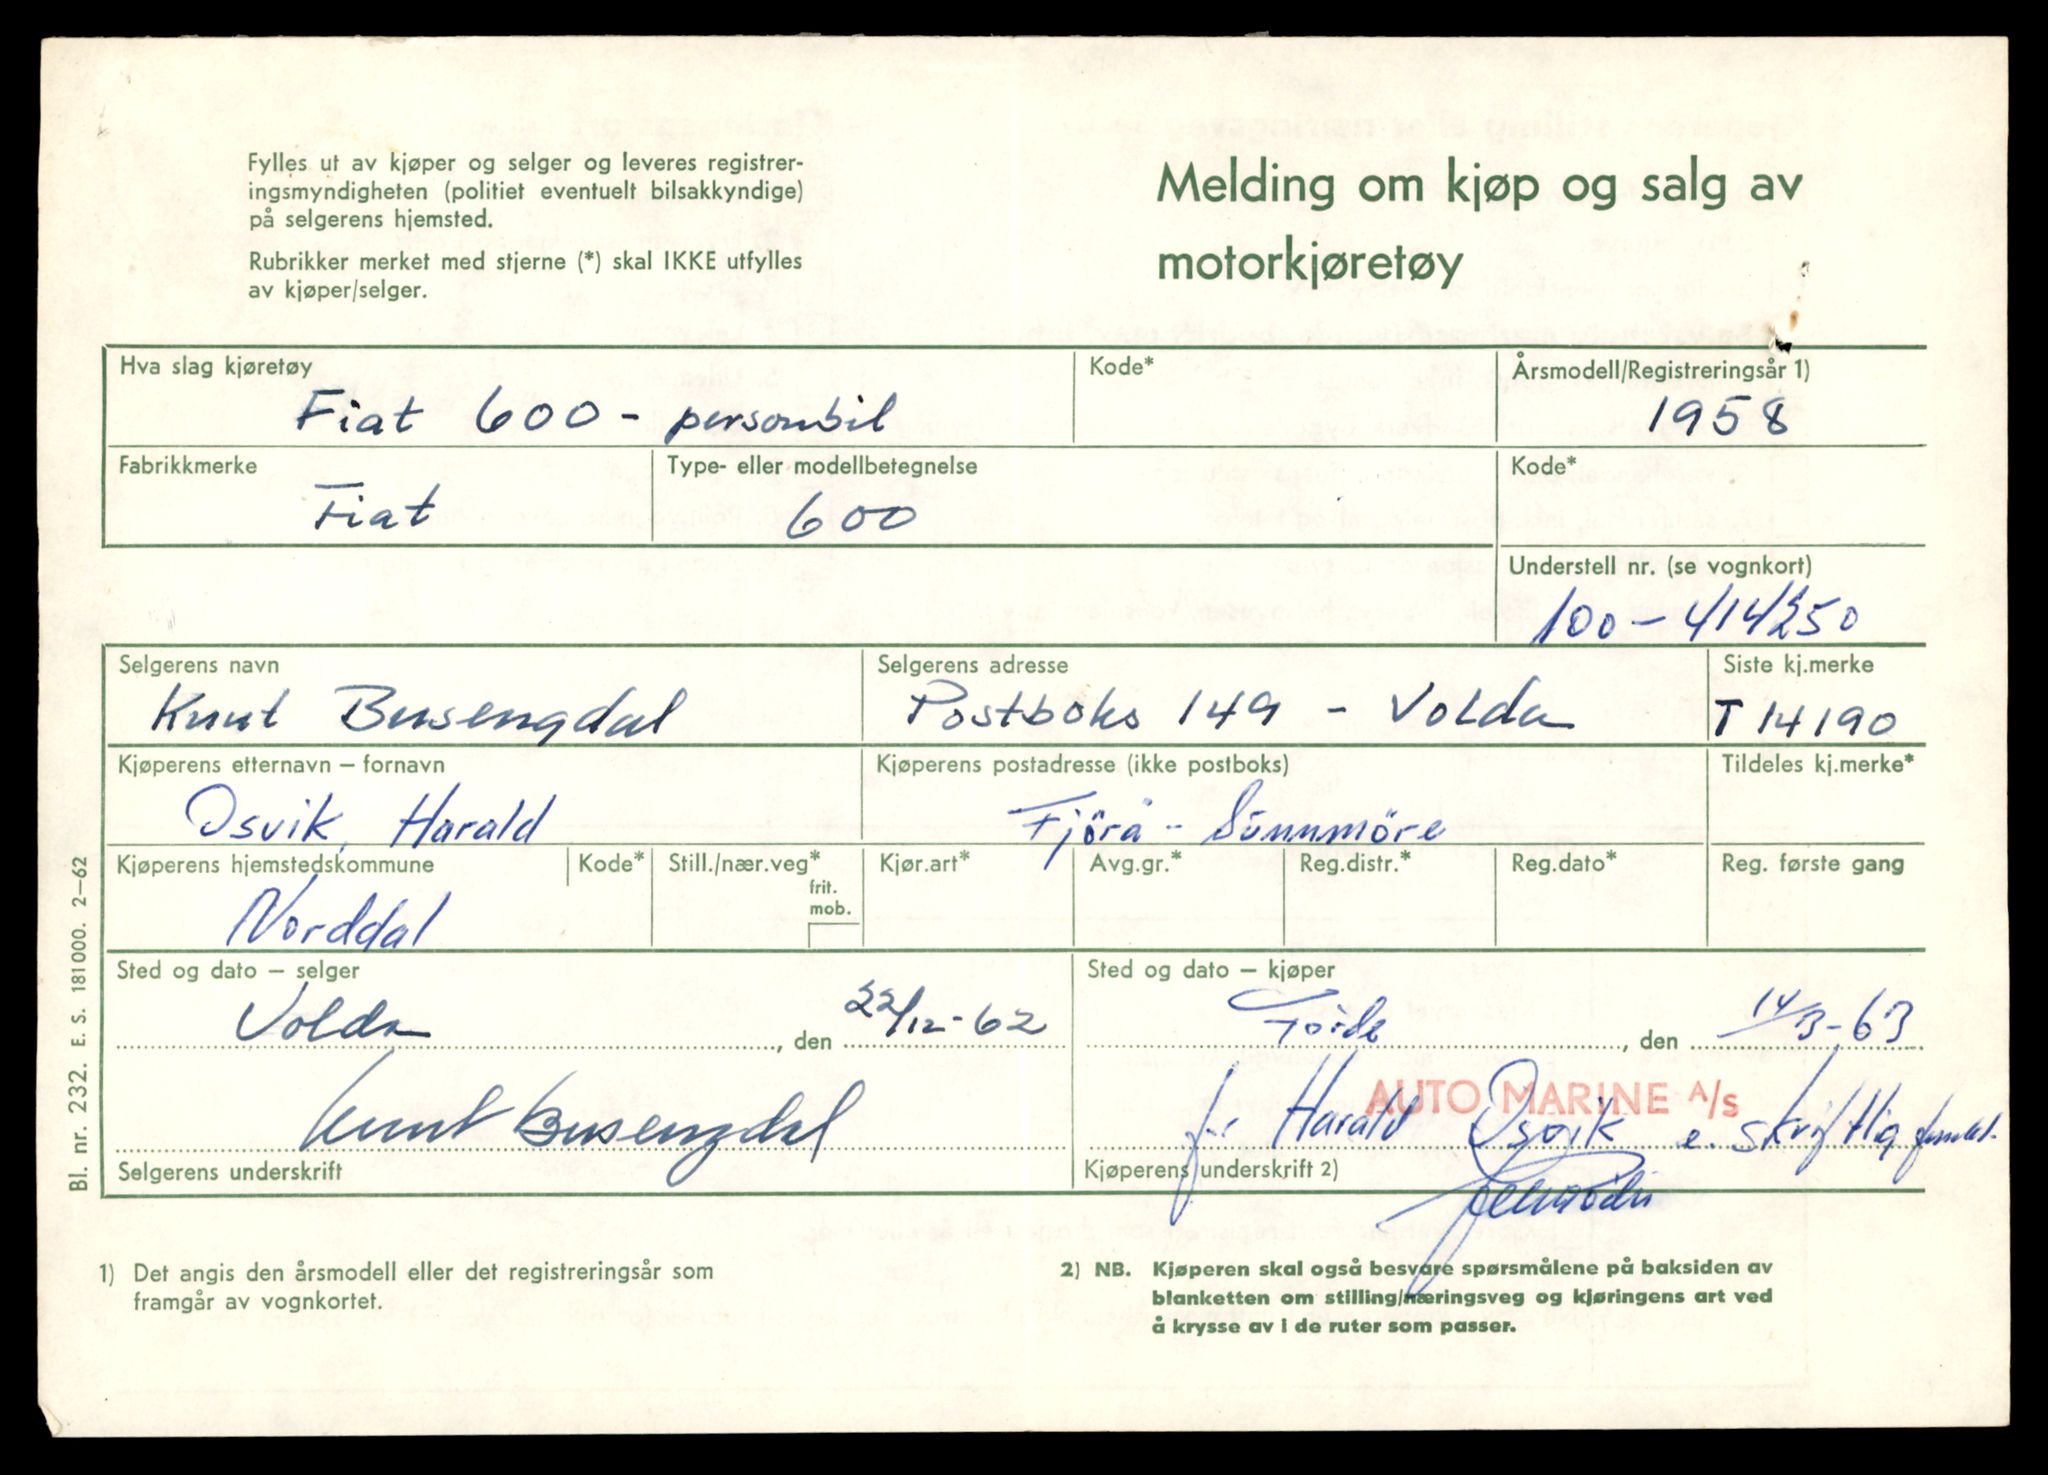 Fylles ut av kjøper og selger og leveres registrer-
ingsmyndigheten (politiet eventuelt bilsakkyndige)
på selgerens hjemsted.
Rubrikker merket med stjerne (*) skal IKKE utfylles
av kjøper/selger.
Melding om kjøp og salg av
motorkjøretøy
Hva slag kjøretøy Kode* Årsmodell/Registreringsår 1)
Fiat 600 - personbil 1958
Fabrikkmerke Type- eller modellbetegnelse Kode*
Fiat 600
Understell nr. (se vognkort)
100-414250
Selgerens navn Selgerens adresse Siste kj.merke
Knut Busengdal Postboks 149 - Volda T 14190
Kjøperens etternavn – fornavn Kjøperens postadresse (ikke postboks) Tildeles kj.merke*
Osvik, Harald Fjörå - Sunnmöre
Kjøperens hjemstedskommune Kode* Still./nær.veg* frit. mob. Kjør.art* Avg.gr.* Reg.distr.* Reg.dato* Reg. første gang
Norddal
Sted og dato – selger Sted og dato – kjøper
Volda, den 22/12-62 Förde, den 14/3-63
AUTO MARINE A/S
Knut Busengdal Harald Osvik e. skriftlig
Selgerens underskrift Kjøperens underskrift 2)
1) Det angis den årsmodell eller det registreringsår som
framgår av vognkortet.
2) NB. Kjøperen skal også besvare spørsmålene på baksiden av
blanketten om stilling/næringsveg og kjøringens art ved
å krysse av i de ruter som passer.
Bl. nr. 232. E. S. 181000. 2–62